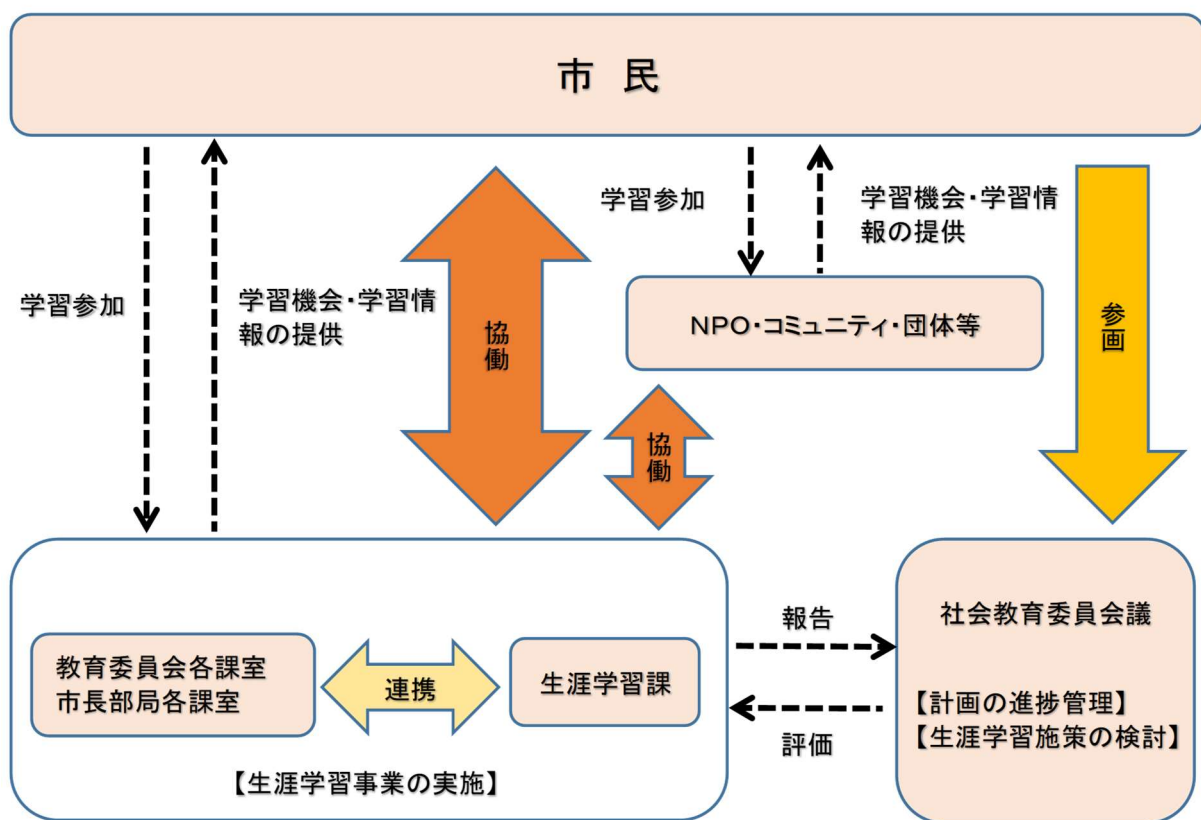 市　民
学習参加
学習機会・学習情
報の提供
協働
学習参加
学習機会・学習情
報の提供
NPO・コミュニティ・団体等
協働
参画
教育委員会各課室
市長部局各課室
連携
生涯学習課
【生涯学習事業の実施】
報告
評価
社会教育委員会議
【計画の進捗管理】
【生涯学習施策の検討】